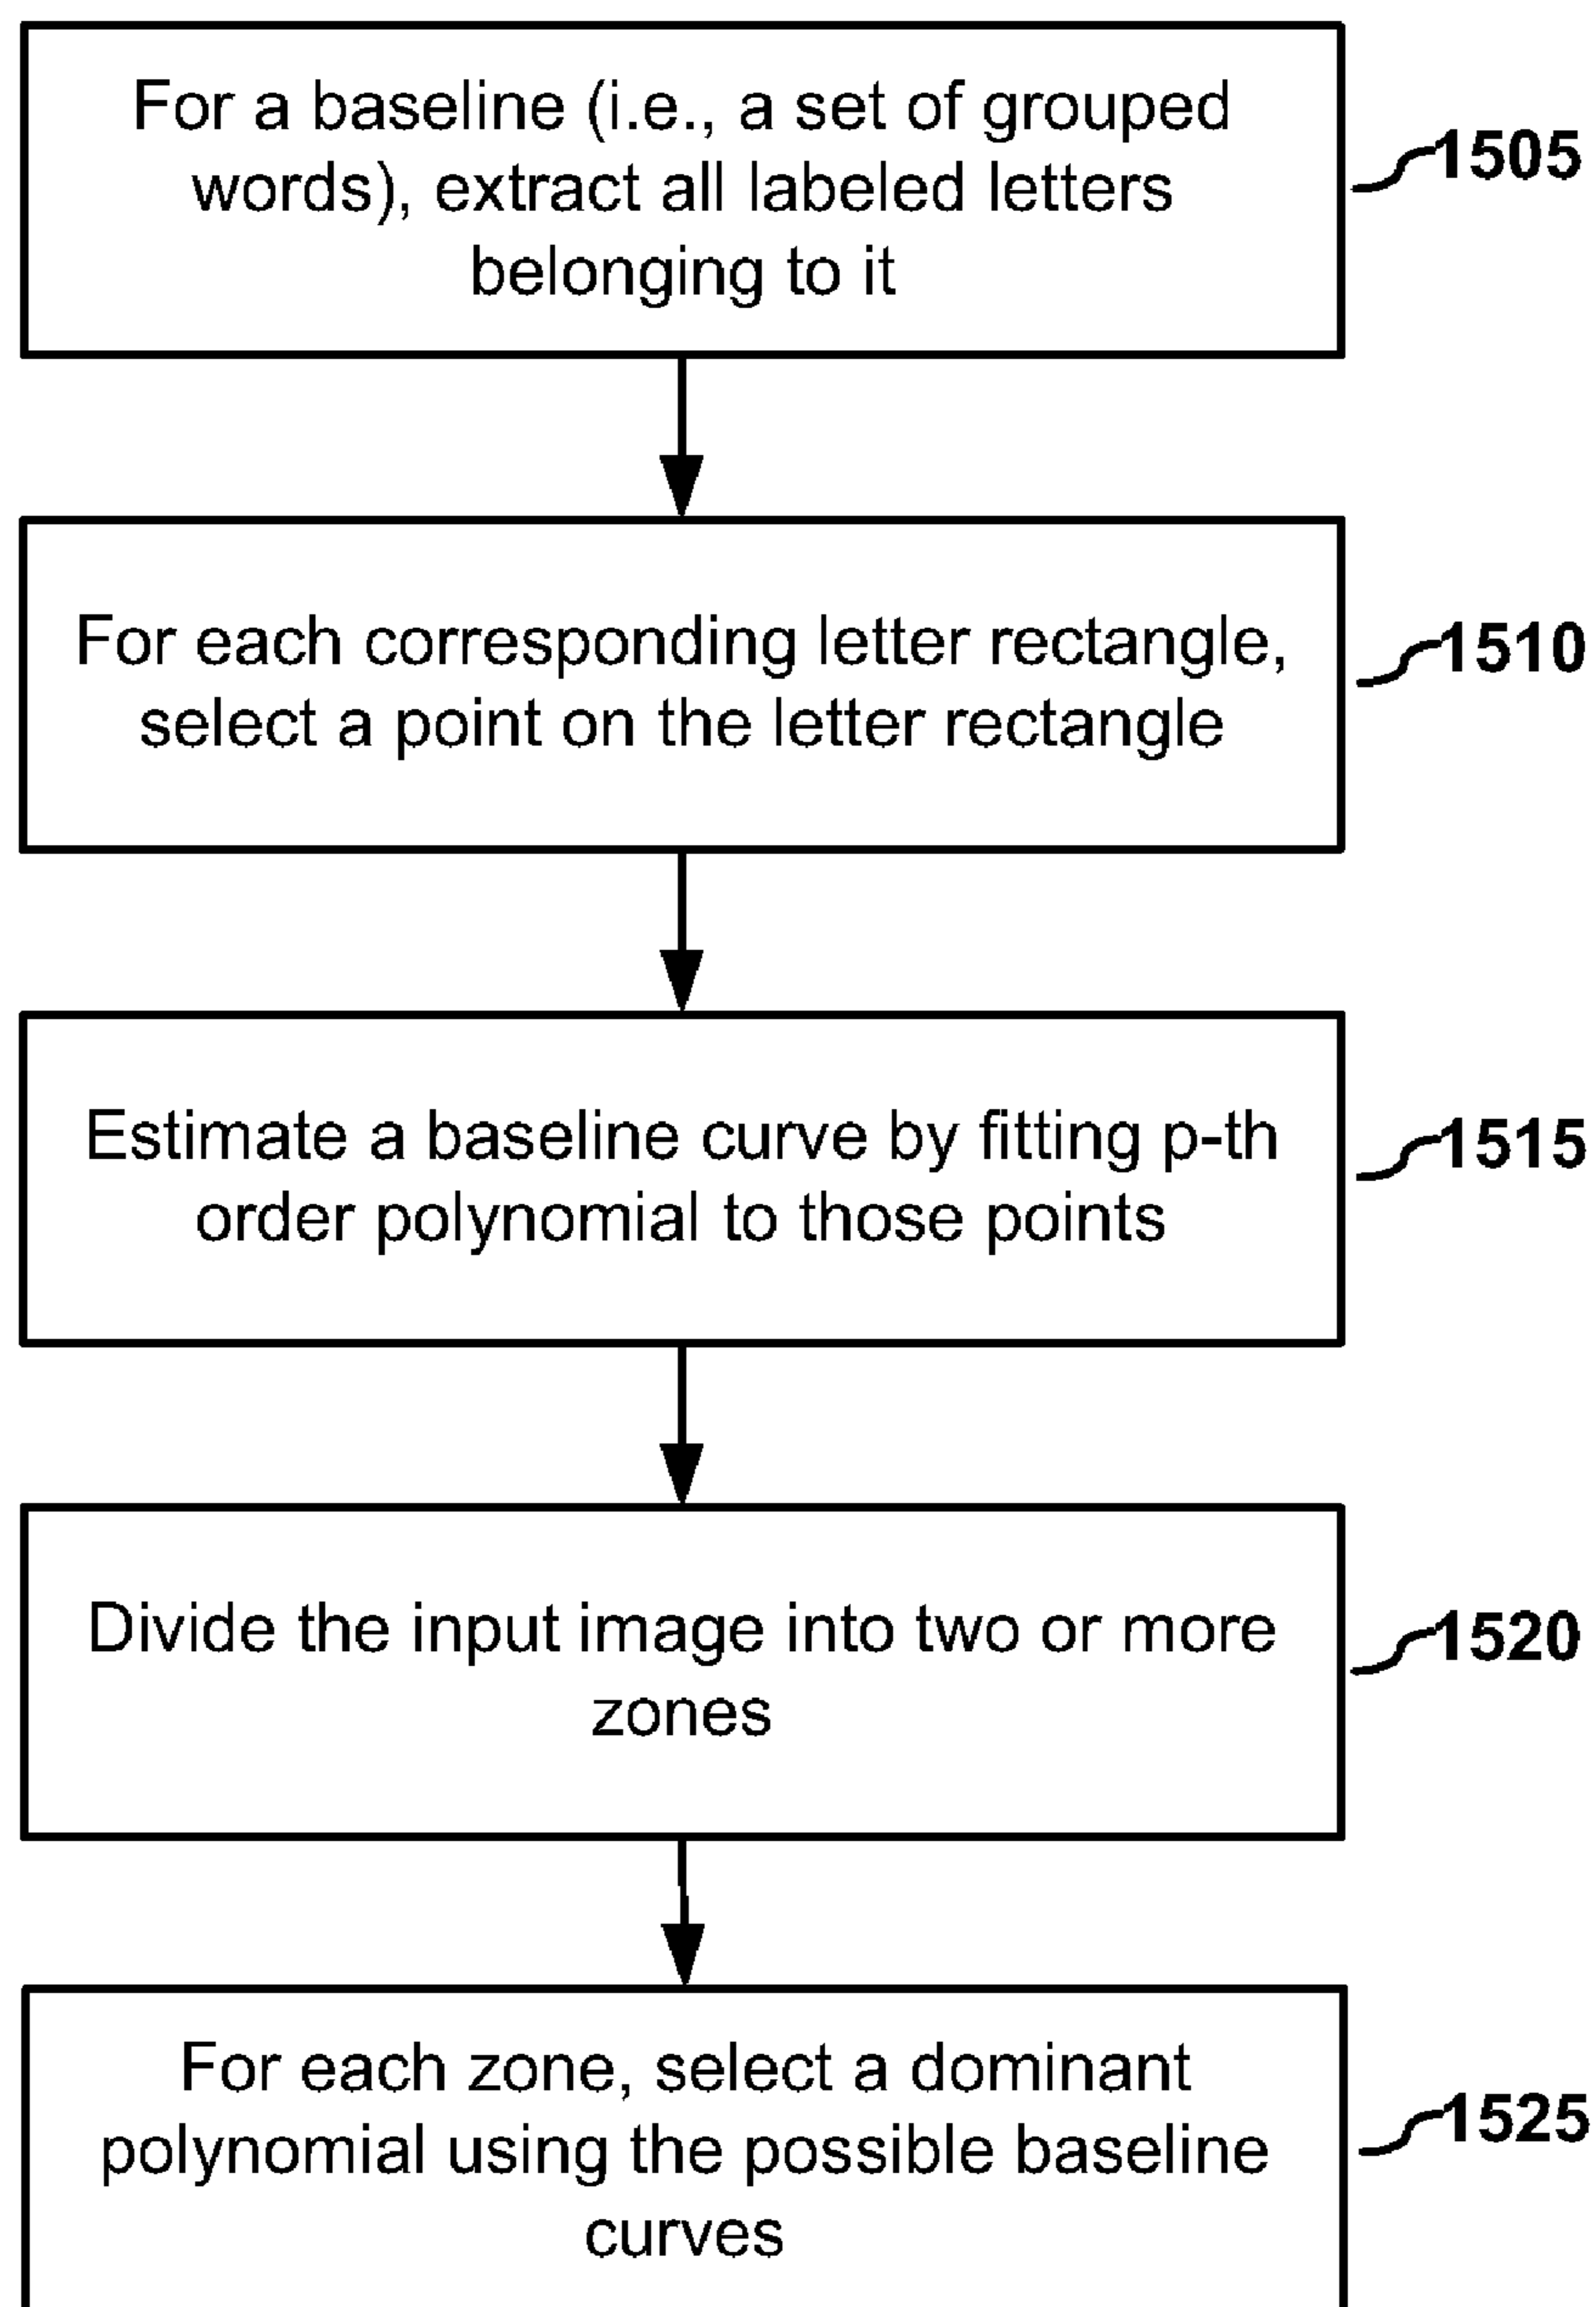 For a baseline (i.e., a set of grouped
words), extract all labeled letters
belonging to it
1505
For each corresponding letter rectangle,
select a point on the letter rectangle
1510
Estimate a baseline curve by fitting p-th
order polynomial to those points
1515
Divide the input image into two or more
zones
1520
For each zone, select a dominant
polynomial using the possible baseline
curves
1525